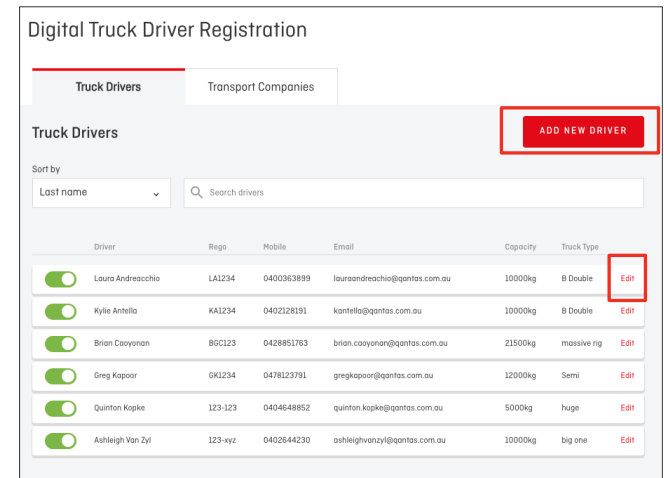 Digital Truck Driver Registration
Truck Drivers Transport Companies
Truck Drivers ADD NEW DRIVER
Sort by
Last name Search drivers
Driver Rego Mobile Email Capacity Truck Type
Laura Andreacchio LA1234 0400363899 lauraandreachio@qantas.com.au 10000kg B Double Edit
Kylie Antella KA1234 0402128191 kantella@qantas.com.au 10000kg B Double Edit
Brian Caoyonan BGC123 0428851763 brian.caoyonan@qantas.com.au 21500kg massive rig Edit
Greg Kapoor GK1234 0478123791 gregkapoor@qantas.com.au 12000kg Semi Edit
Quinton Kopke 123-123 0404648852 quinton.kopke@qantas.com.au 5000kg huge Edit
Ashleigh Van Zyl 123-xyz 0402644230 ashleighvanzyl@qantas.com.au 10000kg big one Edit